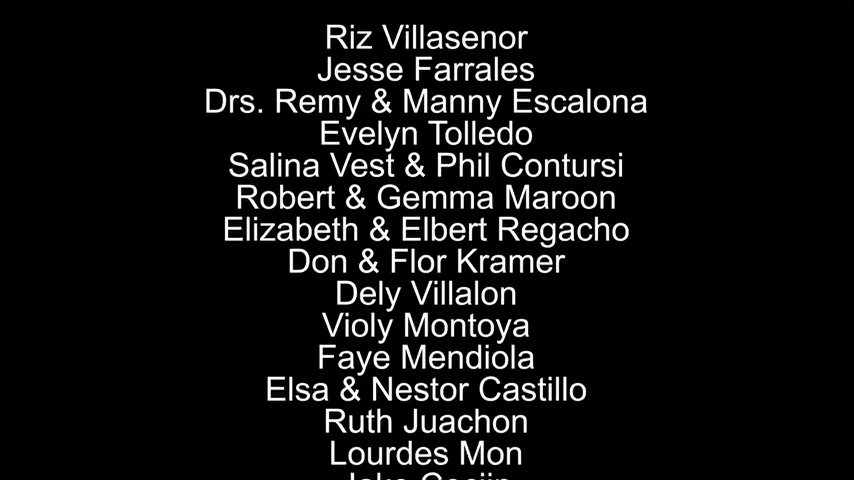 Riz Villasenor
Jesse Farrales
Drs. Remy & Manny Escalona
Evelyn Tolledo
Salina Vest & Phil Contursi
Robert & Gemma Maroon
Elizabeth & Elbert Regacho
Don & Flor Kramer
Dely Villalon
Violy Montoya
Faye Mendiola
Elsa & Nestor Castillo
Ruth Juachon
Lourdes Mon